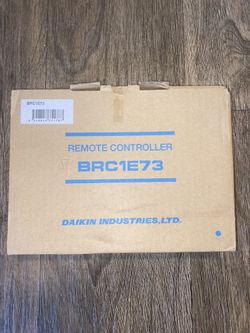 BRC1E73
REMOTE CONTROLLER
BRC1E73
DAIKIN INDUSTRIES,LTD.